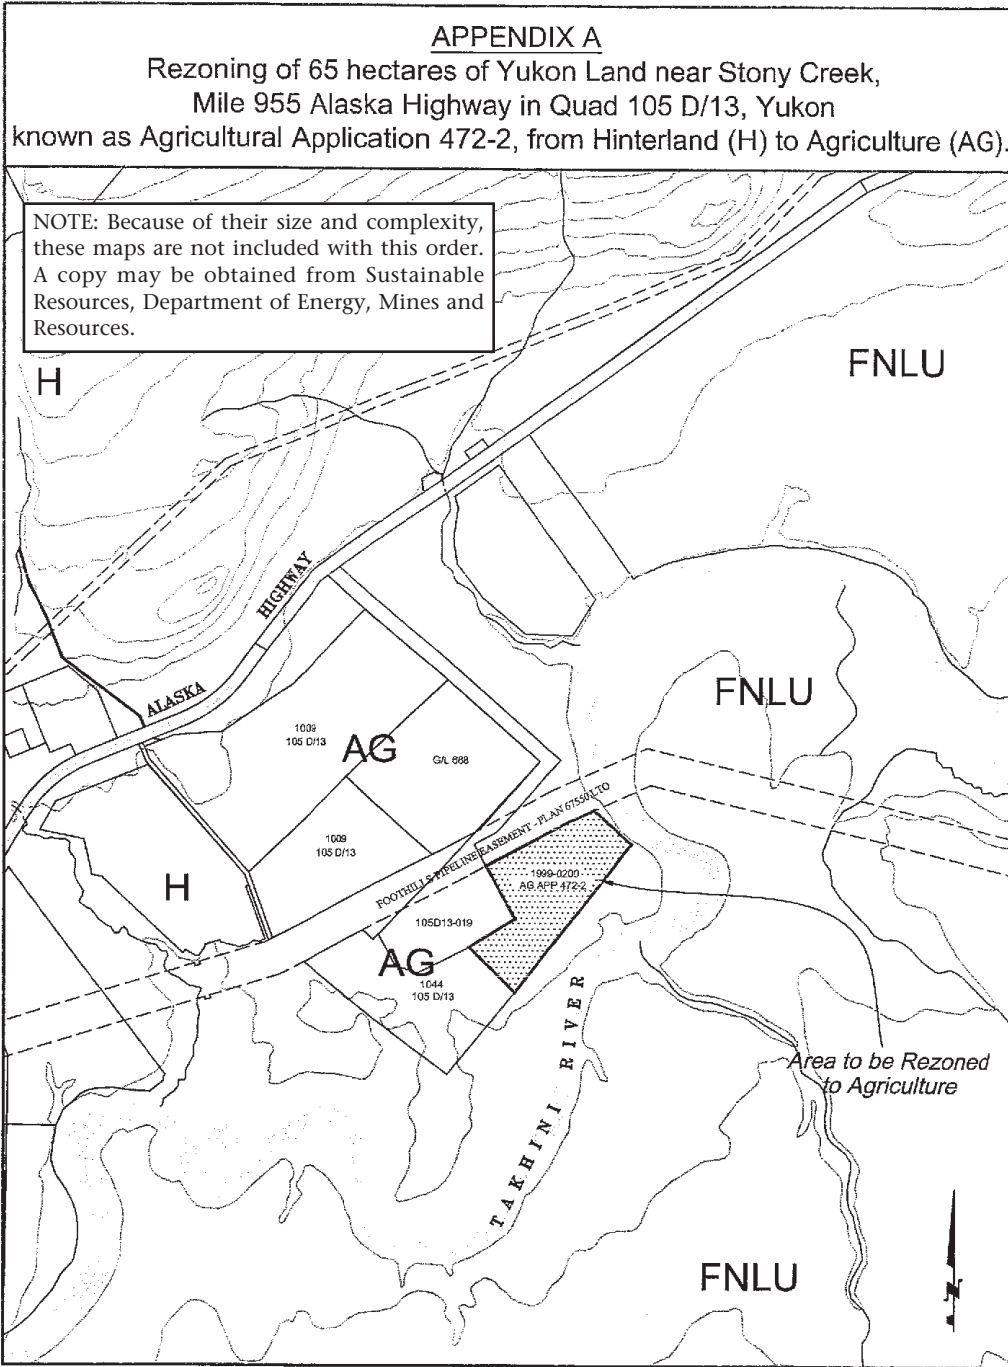 APPENDIX A
Rezoning of 65 hectares of Yukon Land near Stony Creek,
Mile 955 Alaska Highway in Quad 105 D/13, Yukon
known as Agricultural Application 472-2, from Hinterland (H) to Agriculture (AG).
NOTE: Because of their size and complexity,
these maps are not included with this order.
A copy may be obtained from Sustainable
Resources, Department of Energy, Mines and
Resources.
H
FNLU
HIGHWAY
ALASKA
FNLU
1009
105 D/13
AG
G/L 888
1009
105 D/13
FOOTHILLS PIPELINE EASEMENT - PLAN 67550 LTO
H
1999-0200
AG APP 472-2
105D13-019
AG
1044
105 D/13
TAKHINI RIVER
Area to be Rezoned
to Agriculture
FNLU
N